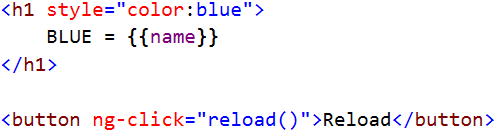 <h1 style="color:blue">
    BLUE = {{name}}
</h1>
<button ng-click="reload()">Reload</button>